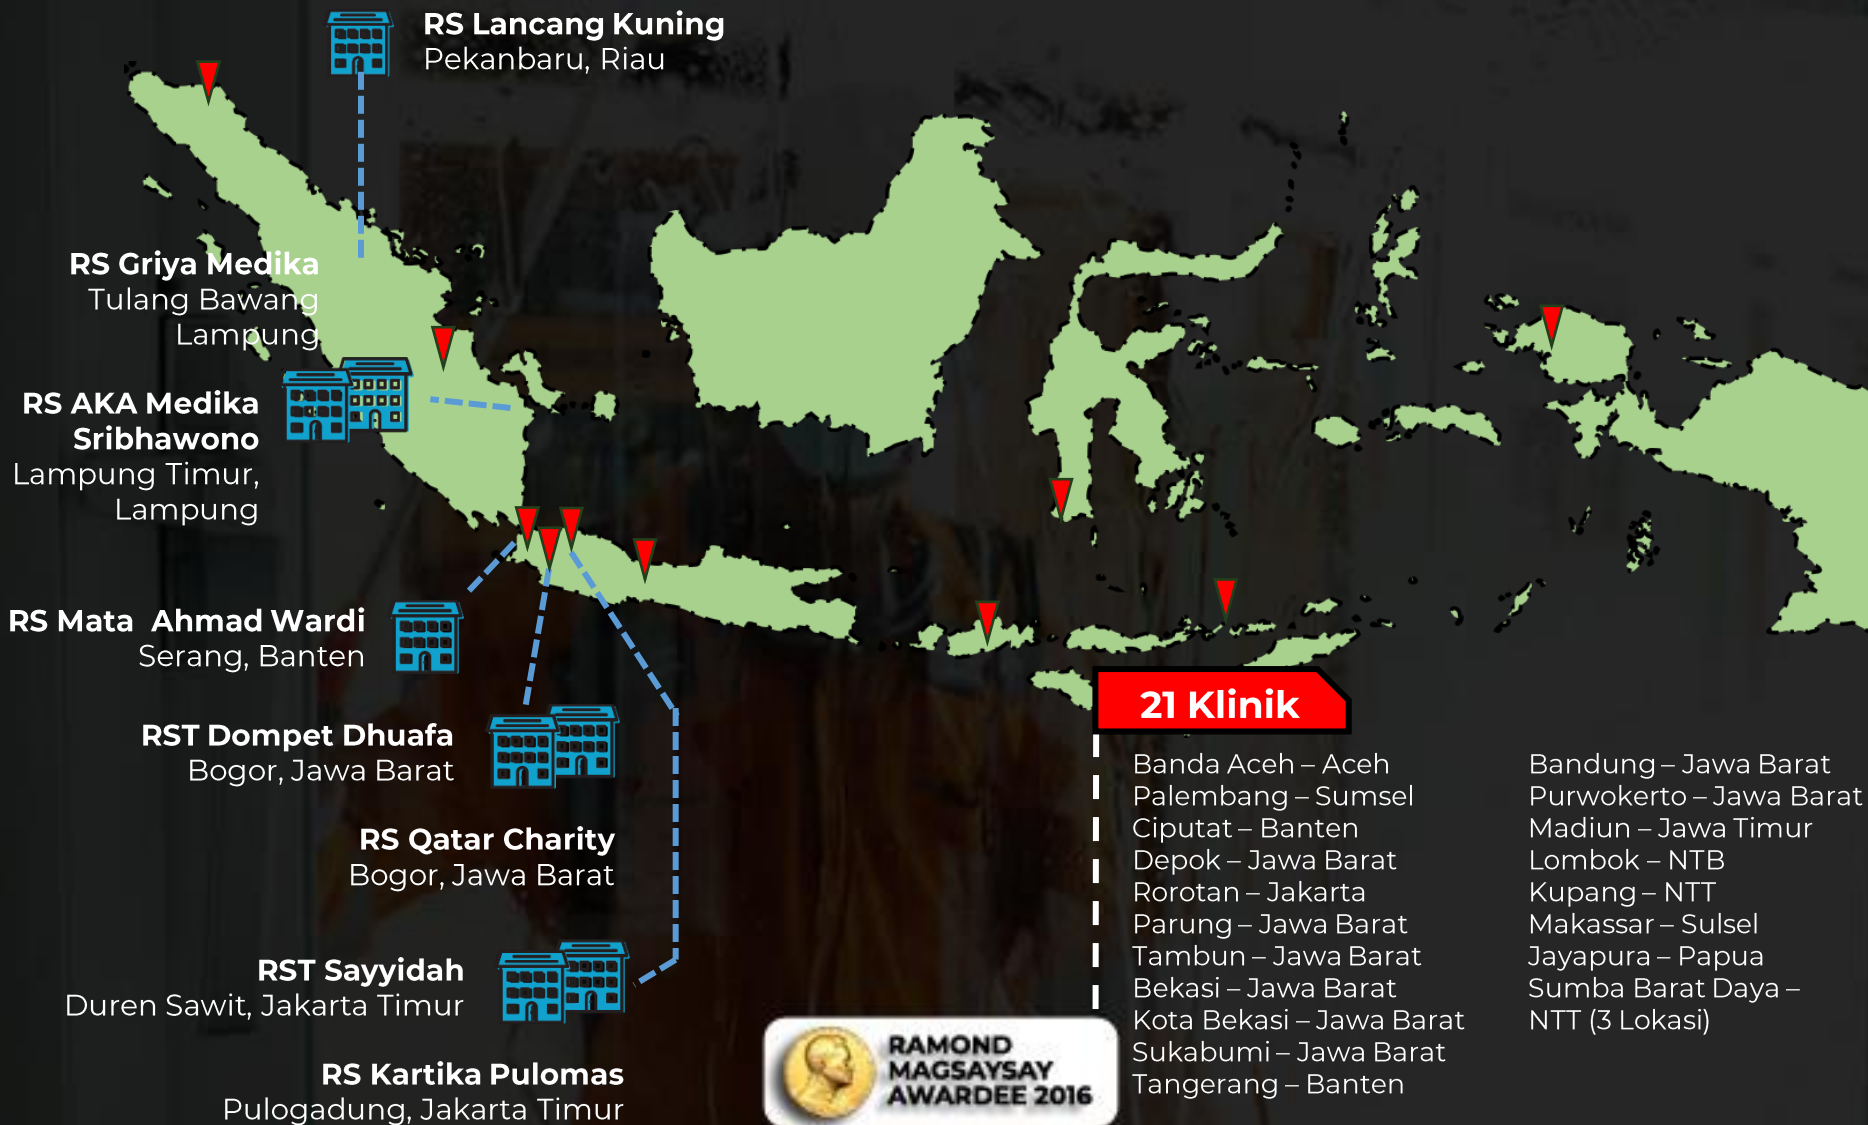 RS Lancang Kuning
Pekanbaru, Riau
RS Griya Medika
Tulang Bawang
Lampung
RS AKA Medika
Sribhawono
Lampung Timur,
Lampung
RS Mata Ahmad Wardi
Serang, Banten
RST Dompet Dhuafa
Bogor, Jawa Barat
RS Qatar Charity
Bogor, Jawa Barat
RST Sayyidah
Duren Sawit, Jakarta Timur
RS Kartika Pulomas
Pulogadung, Jakarta Timur
RAMOND
MAGSAYSAY
AWARDEE 2016
21 Klinik
Banda Aceh – Aceh
Palembang – Sumsel
Ciputat – Banten
Depok – Jawa Barat
Rorotan – Jakarta
Parung – Jawa Barat
Tambun – Jawa Barat
Bekasi – Jawa Barat
Kota Bekasi – Jawa Barat
Sukabumi – Jawa Barat
Tangerang – Banten
Bandung – Jawa Barat
Purwokerto – Jawa Barat
Madiun – Jawa Timur
Lombok – NTB
Kupang – NTT
Makassar – Sulsel
Jayapura – Papua
Sumba Barat Daya –
NTT (3 Lokasi)